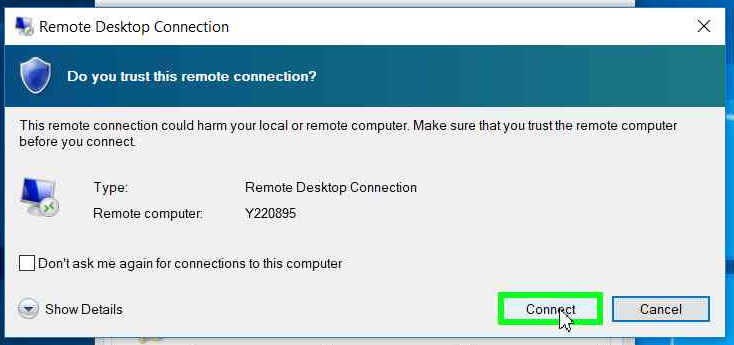 Remote Desktop Connection
Do you trust this remote connection?
This remote connection could harm your local or remote computer. Make sure that you trust the remote computer
before you connect.
Type: Remote Desktop Connection
Remote computer: Y220895
Don't ask me again for connections to this computer
Show Details Connect Cancel